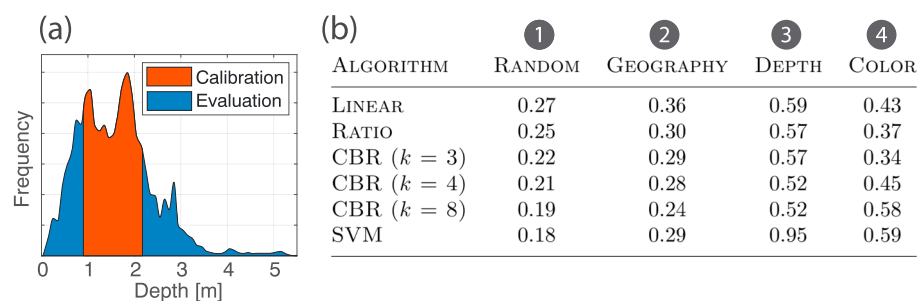 (a)
Calibration
Evaluation
Frequency
0 1 2 3 4 5
Depth [m]
(b)
1 2 3 4
ALGORITHM RANDOM GEOGRAPHY DEPTH COLOR
LINEAR 0.27 0.36 0.59 0.43
RATIO 0.25 0.30 0.57 0.37
CBR (k = 3) 0.22 0.29 0.57 0.34
CBR (k = 4) 0.21 0.28 0.52 0.45
CBR (k = 8) 0.19 0.24 0.52 0.58
SVM 0.18 0.29 0.95 0.59